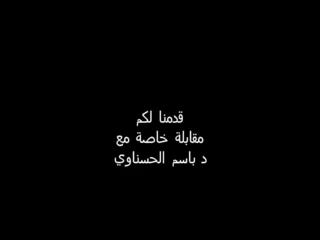 قدمنا لكم
مقابلة خاصة مع
د باسم الحسناوي